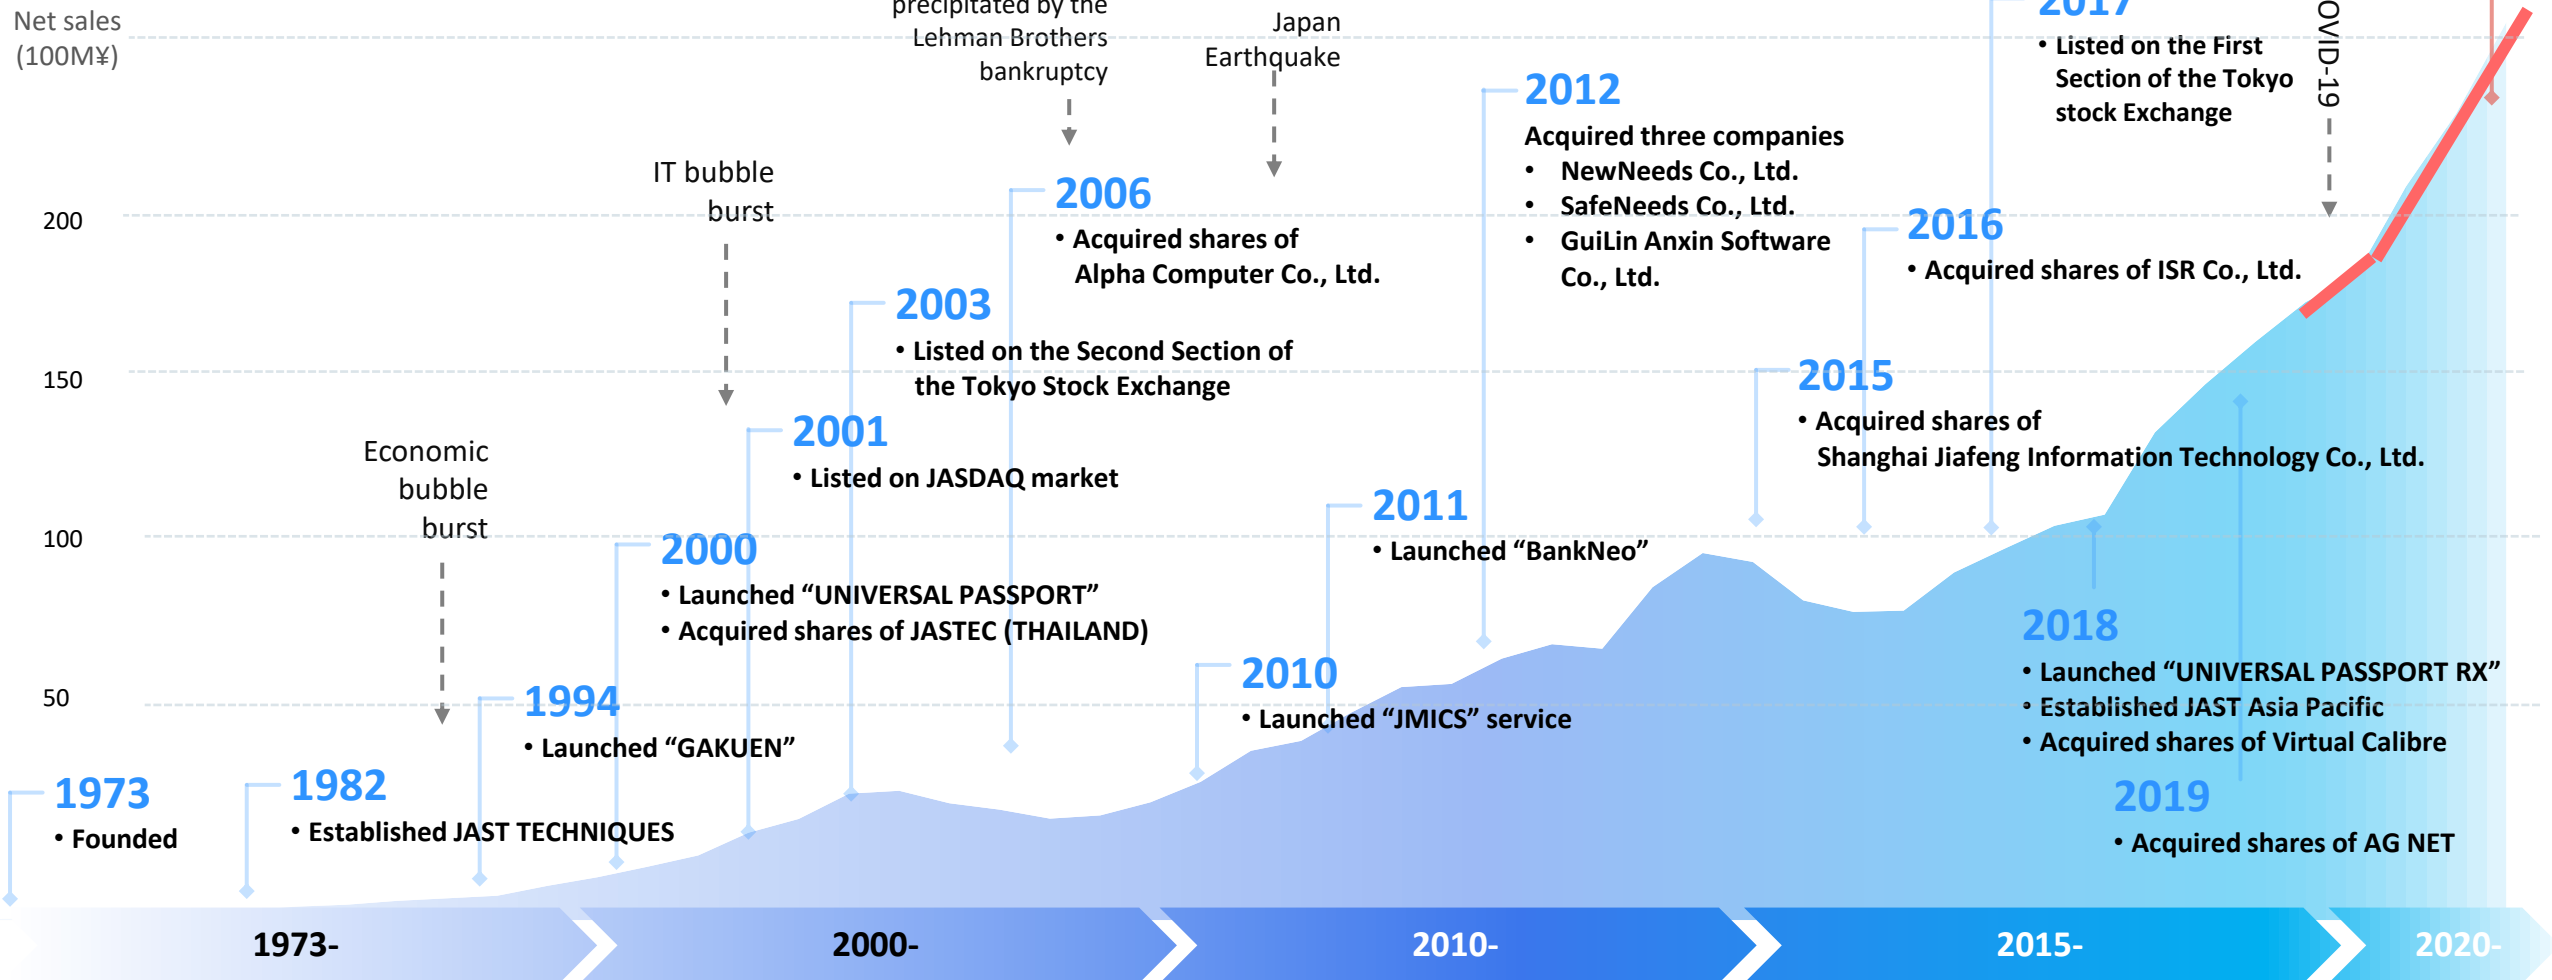 Net sales
(100M¥)
precipitated by the
Lehman Brothers
bankruptcy
Japan
Earthquake
2017
• Listed on the First
Section of the Tokyo
stock Exchange
OVID-19
2012
Acquired three companies
• NewNeeds Co., Ltd.
• SafeNeeds Co., Ltd.
• GuiLin Anxin Software
Co., Ltd.
IT bubble
burst
2006
• Acquired shares of
Alpha Computer Co., Ltd.
2016
• Acquired shares of ISR Co., Ltd.
200
2003
• Listed on the Second Section of
the Tokyo Stock Exchange
150
2015
• Acquired shares of
Shanghai Jiafeng Information Technology Co., Ltd.
2001
• Listed on JASDAQ market
Economic
bubble
burst
2011
• Launched “BankNeo”
100
2000
• Launched “UNIVERSAL PASSPORT”
• Acquired shares of JASTEC (THAILAND)
2018
• Launched “UNIVERSAL PASSPORT RX”
• Established JAST Asia Pacific
• Acquired shares of Virtual Calibre
50
1994
• Launched “GAKUEN”
2010
• Launched “JMICS” service
1973
• Founded
1982
• Established JAST TECHNIQUES
2019
• Acquired shares of AG NET
1973-
2000-
2010-
2015-
2020-